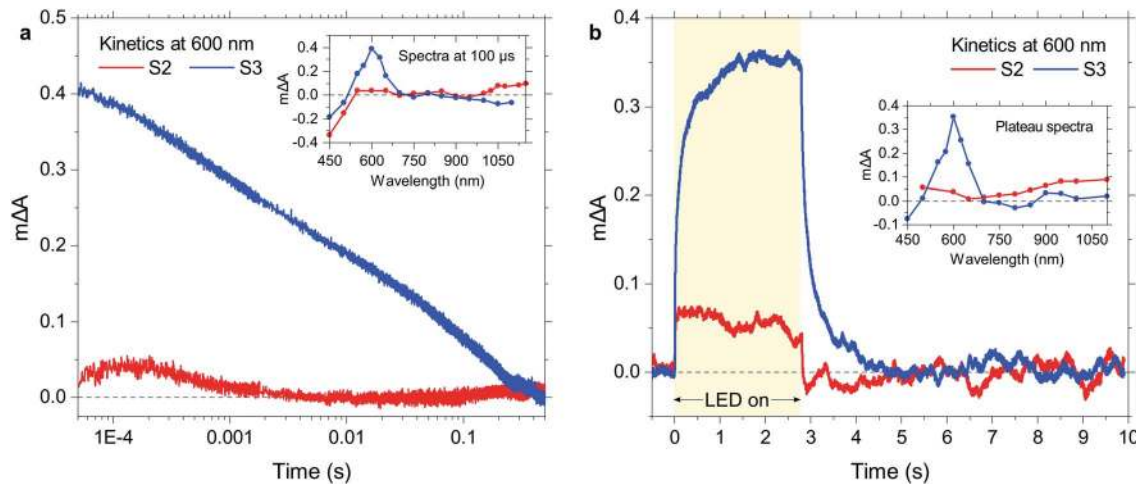 a
Kinetics at 600 nm
S2 S3
mΔA
0.5
0.4
0.3
0.2
0.1
0.0
1E-4 0.001 0.01 0.1
Time (s)
Spectra at 100 µs
mΔA
0.4
0.2
0.0
-0.2
-0.4
450 600 750 900 1050
Wavelength (nm)
b
Kinetics at 600 nm
S2 S3
mΔA
0.4
0.3
0.2
0.1
0.0
LED on
0 1 2 3 4 5 6 7 8 9 10
Time (s)
Plateau spectra
mΔA
0.4
0.3
0.2
0.1
0.0
-0.1
450 600 750 900 1050
Wavelength (nm)